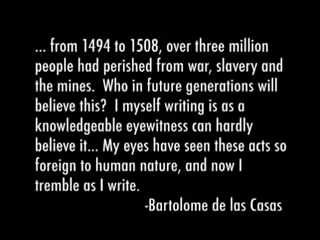 ... from 1494 to 1508, over three million
people had perished from war, slavery and
the mines.  Who in future generations will
believe this?  I myself writing is as a
knowledgeable eyewitness can hardly
believe it... My eyes have seen these acts so
foreign to human nature, and now I
tremble as I write.
-Bartolome de las Casas